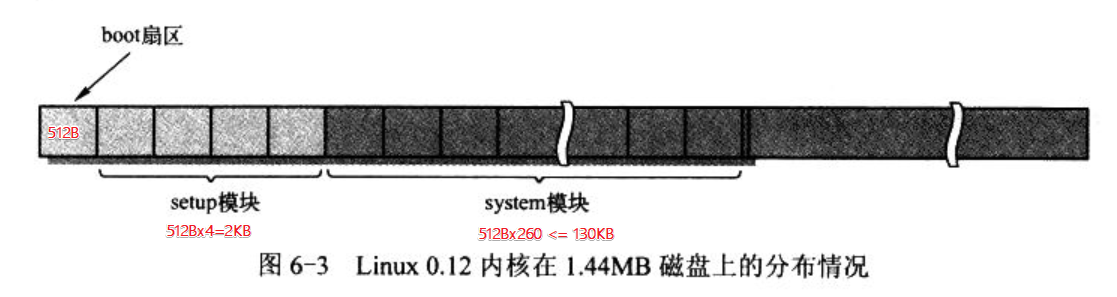 boot扇区
512B
setup模块
system模块
512Bx4=2KB
512Bx260 <= 130KB
图 6-3 Linux 0.12 内核在 1.44MB 磁盘上的分布情况